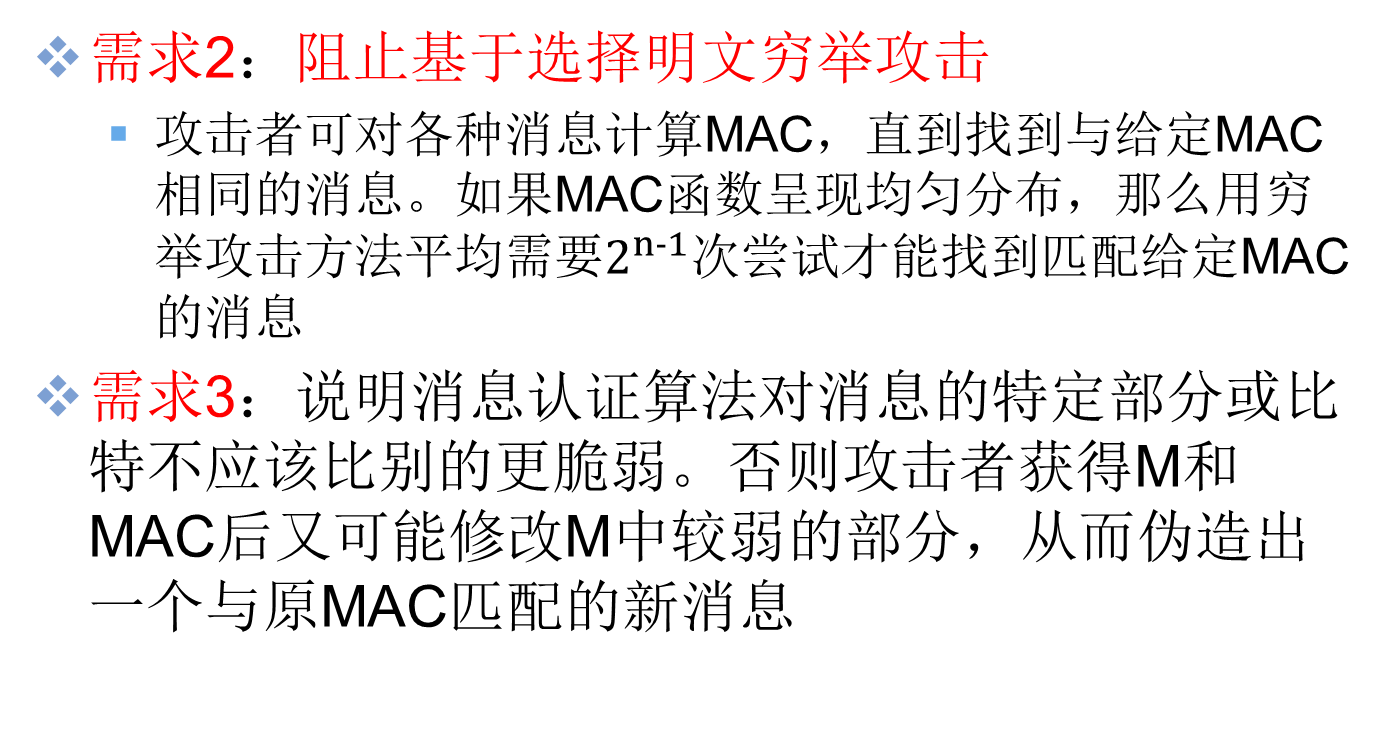 ❖需求2：阻止基于选择明文穷举攻击
▪ 攻击者可对各种消息计算MAC，直到找到与给定MAC
相同的消息。如果MAC函数呈现均匀分布，那么用穷
举攻击方法平均需要2ⁿ⁻¹次尝试才能找到匹配给定MAC
的消息
❖需求3：说明消息认证算法对消息的特定部分或比
特不应该比别的更脆弱。否则攻击者获得M和
MAC后又可能修改M中较弱的部分，从而伪造出
一个与原MAC匹配的新消息